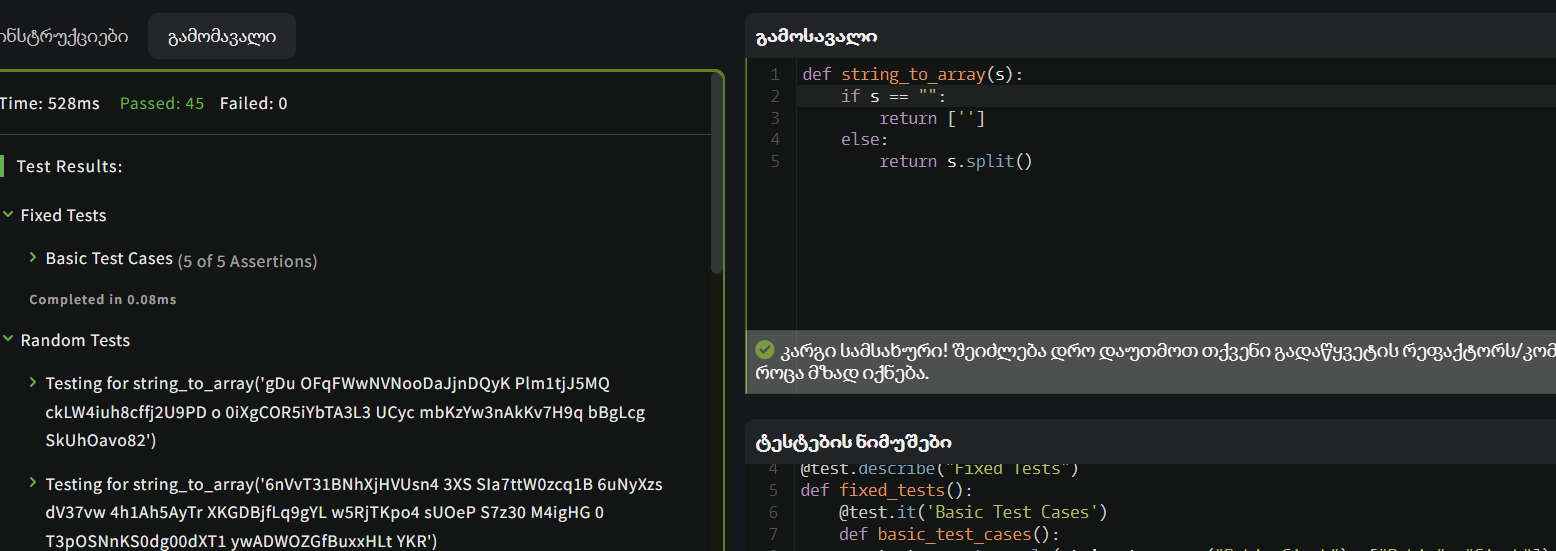 გამომავალი
Time: 528ms Passed: 45 Failed: 0
Test Results:
Fixed Tests
Basic Test Cases (5 of 5 Assertions)
Completed in 0.08ms
Random Tests
Testing for string_to_array('gDu OFqFWwNVNooDaJjnDQyK Plm1tjJ5MQ
ckLW4iuh8cffj2U9PD o 0iXgCOR5iYbTA3L3 UCyc mbKzYw3nAkKv7H9q bBgLcg
SkUhOavo82')
Testing for string_to_array('6nVvT31BNhXjHVUsn4 3XS SIa7ttW0zcq1B 6uNyXzs
dV37vw 4h1Ah5AyTr XKGDBjfLq9gYL w5RjTKpo4 sUOeP S7z30 M4igHG 0
T3pOSNnKS0dg00dXT1 ywADWOZGfBuxxHLt YKR')
გამოსავალი
1 def string_to_array(s):
2 if s == "":
3 return ['']
4 else:
5 return s.split()
კარგი სამსახური! შეიძლება დრო დაუთმოთ თქვენი გადაწყვეტის
როცა მზად იქნება.
ტესტების ნიმუშები
4 @test.describe("Fixed Tests")
5 def fixed_tests():
6 @test.it('Basic Test Cases')
7 def basic_test_cases():